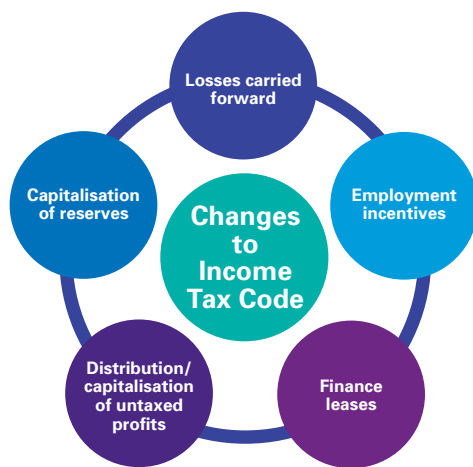 Losses carried
forward
Capitalisation
of reserves
Employment
incentives
Changes
to
Income
Tax Code
Distribution/
capitalisation
of untaxed
profits
Finance
leases